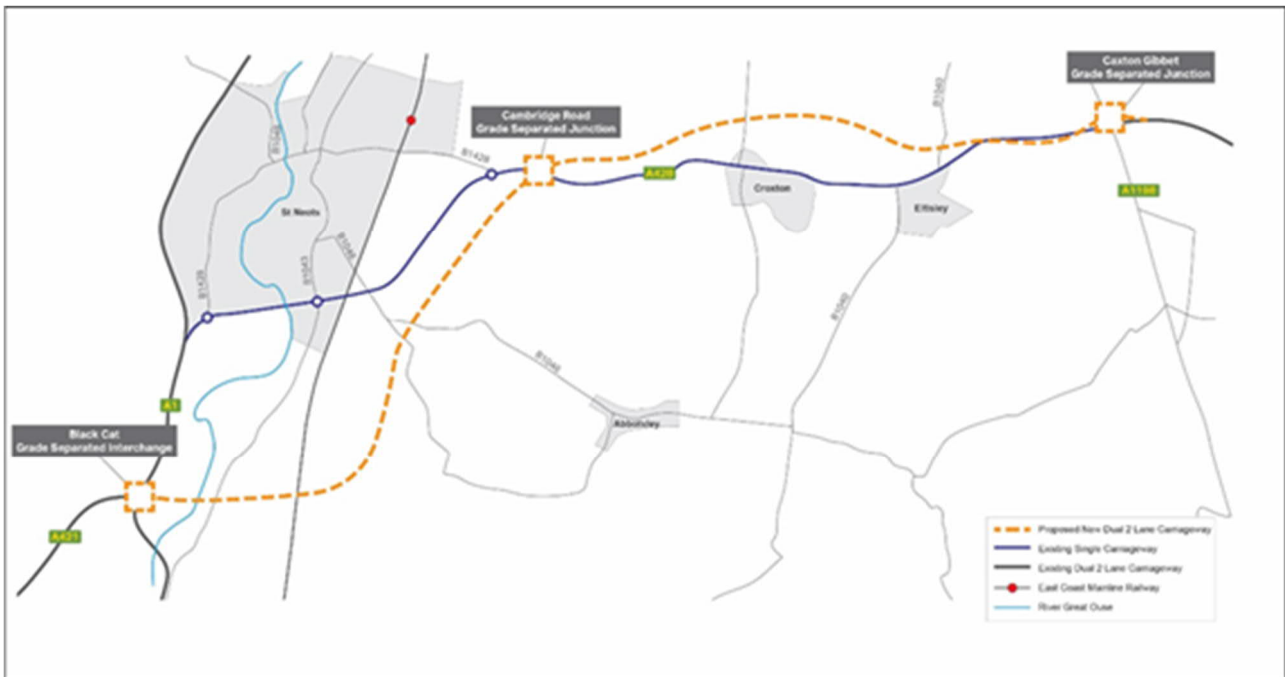 Caxton Gibbet
Grade Separated Junction
Cambridge Road
Grade Separated Junction
B1040
B1428
A428
Croxton
Eltisley
St Neots
B1046
B1043
B1428
B1040
A1
B1046
Abbotsley
Black Cat
Grade Separated Interchange
A421
Proposed New Dual 2 Lane Carriageway
Existing Single Carriageway
Existing Dual 2 Lane Carriageway
East Coast Mainline Railway
River Great Ouse